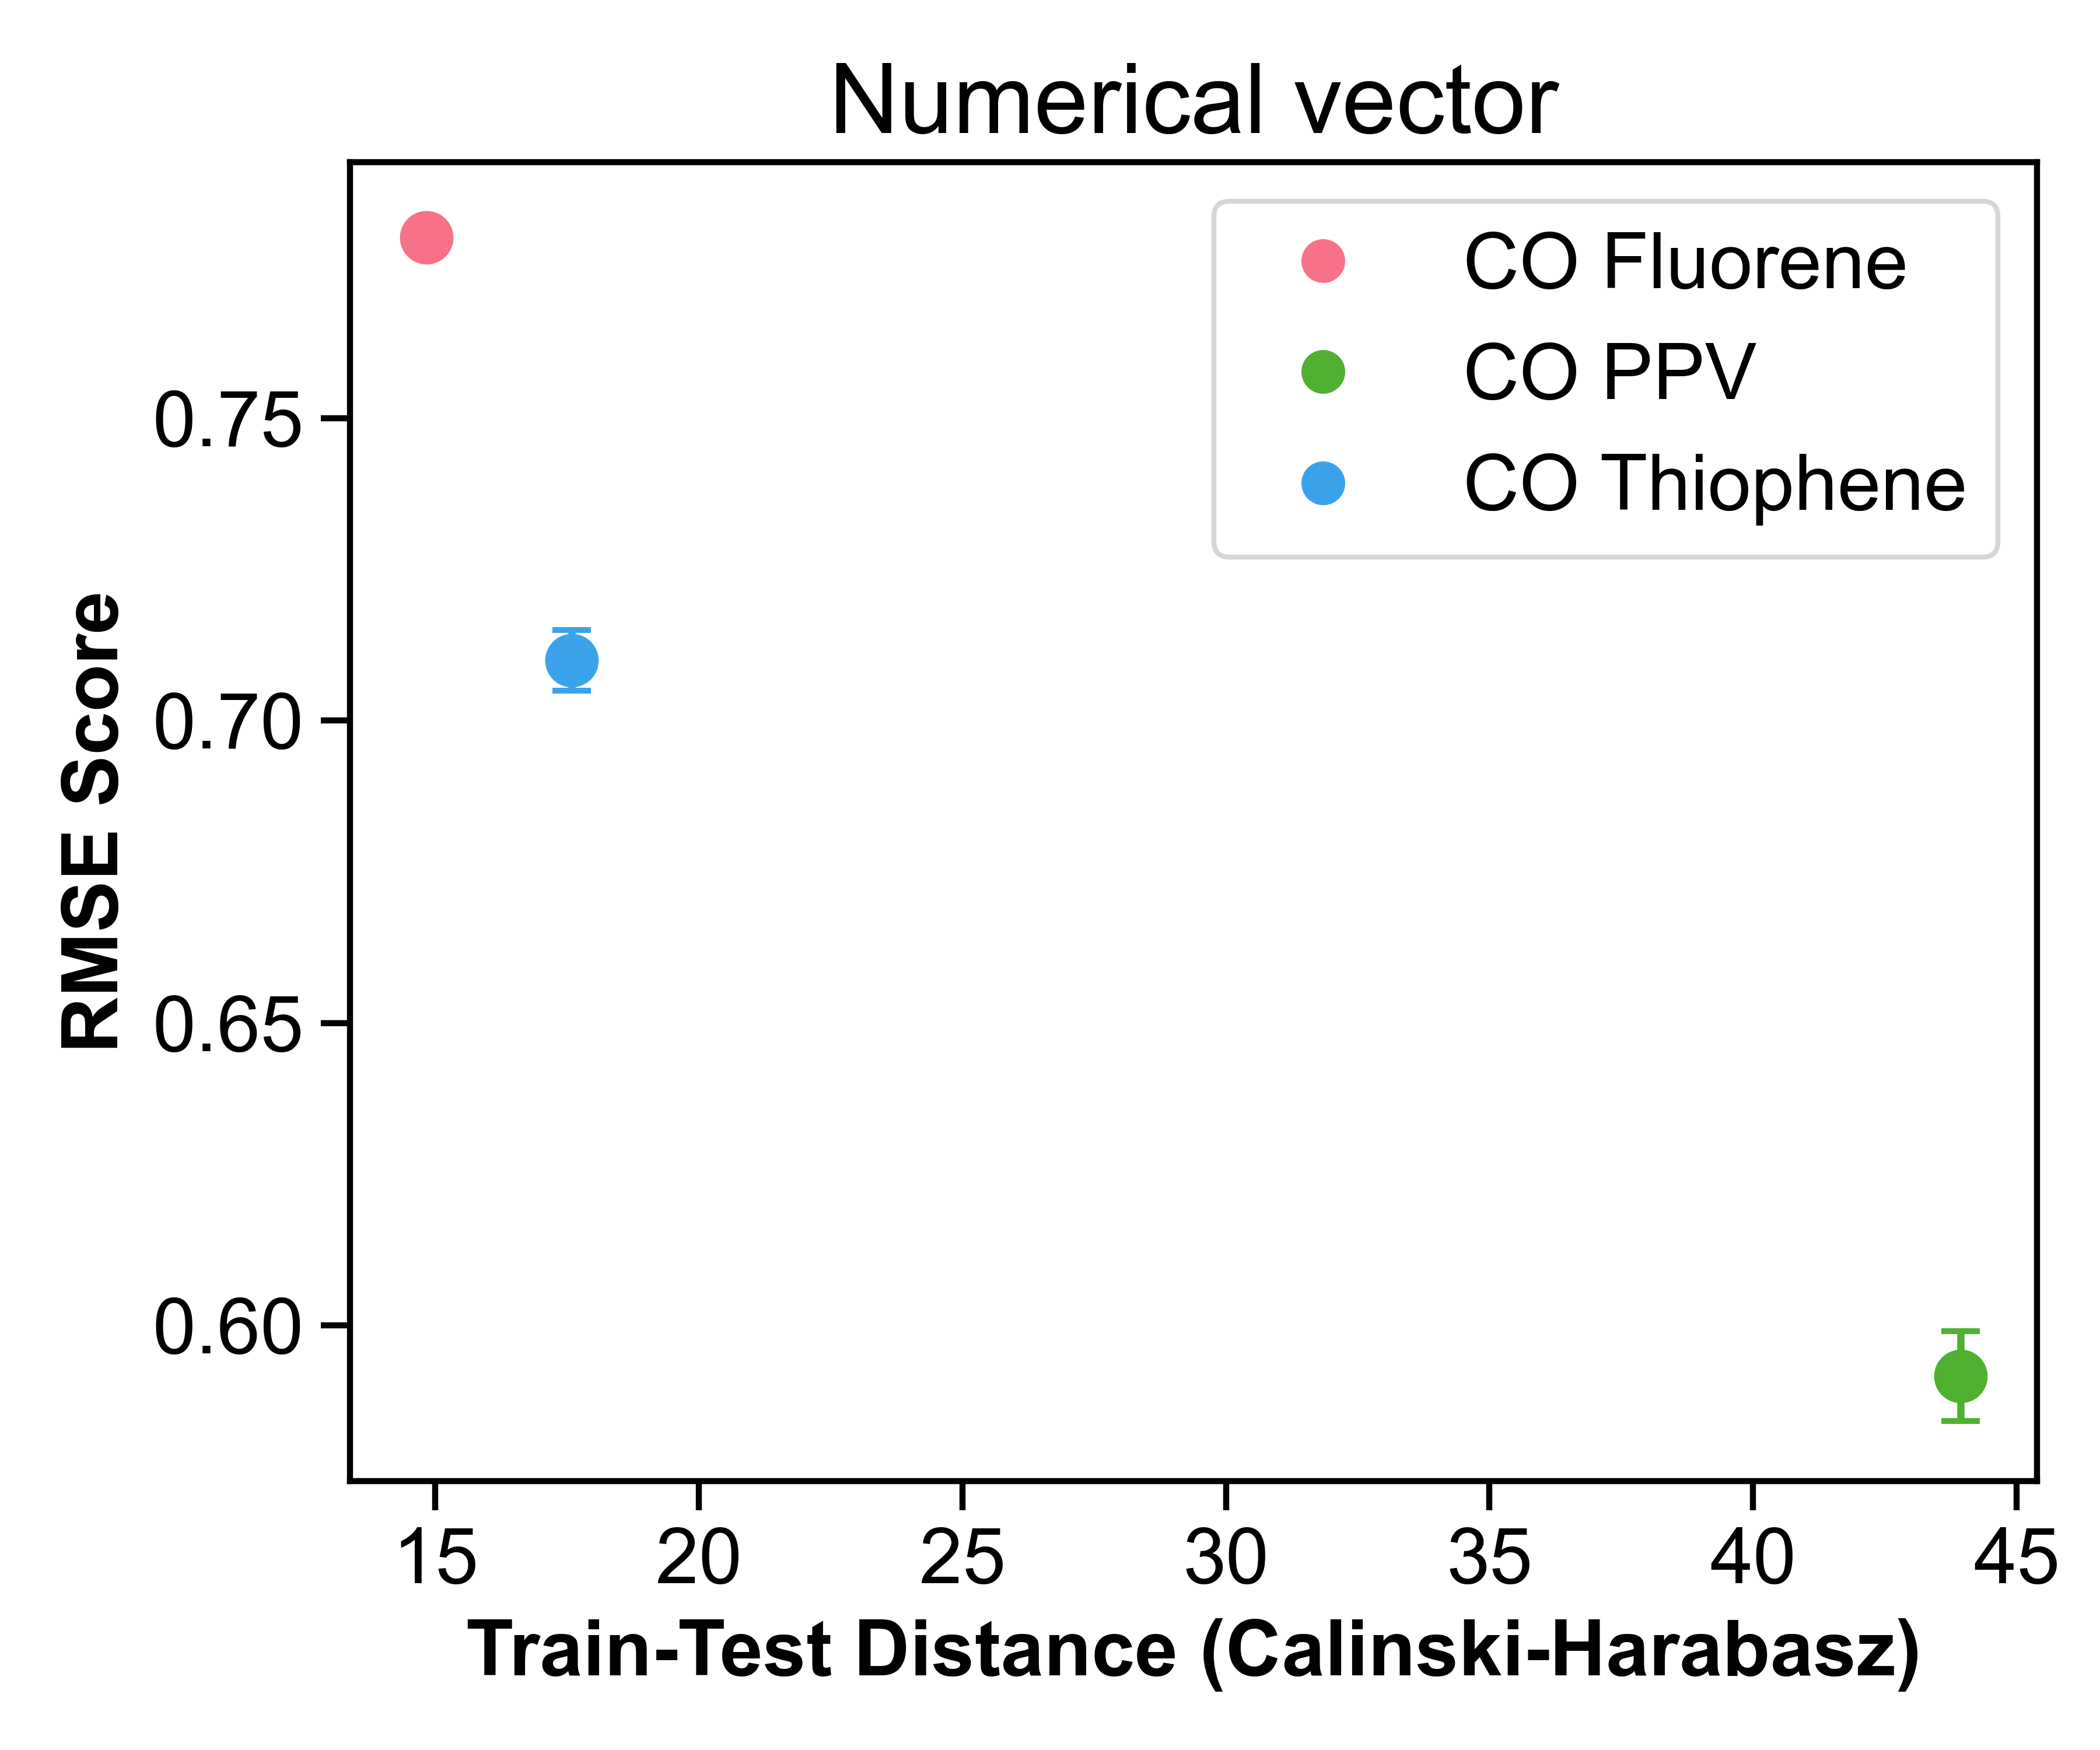 Numerical vector
CO Fluorene
CO PPV
CO Thiophene
RMSE Score
0.75
0.70
0.65
0.60
15 20 25 30 35 40 45
Train-Test Distance (Calinski-Harabasz)